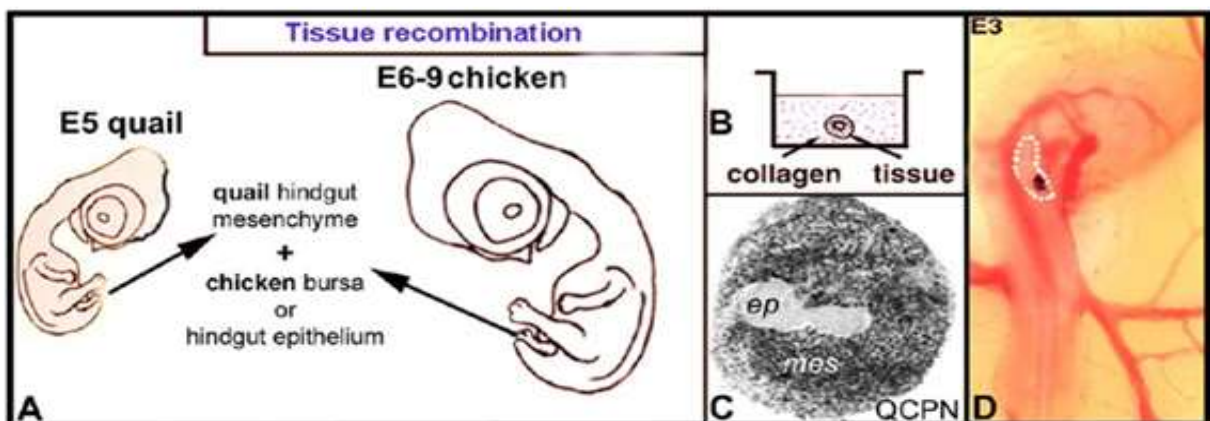 Tissue recombination
E5 quail
E6-9 chicken
quail hindgut
mesenchyme
+
chicken bursa
or
hindgut epithelium
A
B
collagen tissue
ep
mes
C
QCPN
E3
D